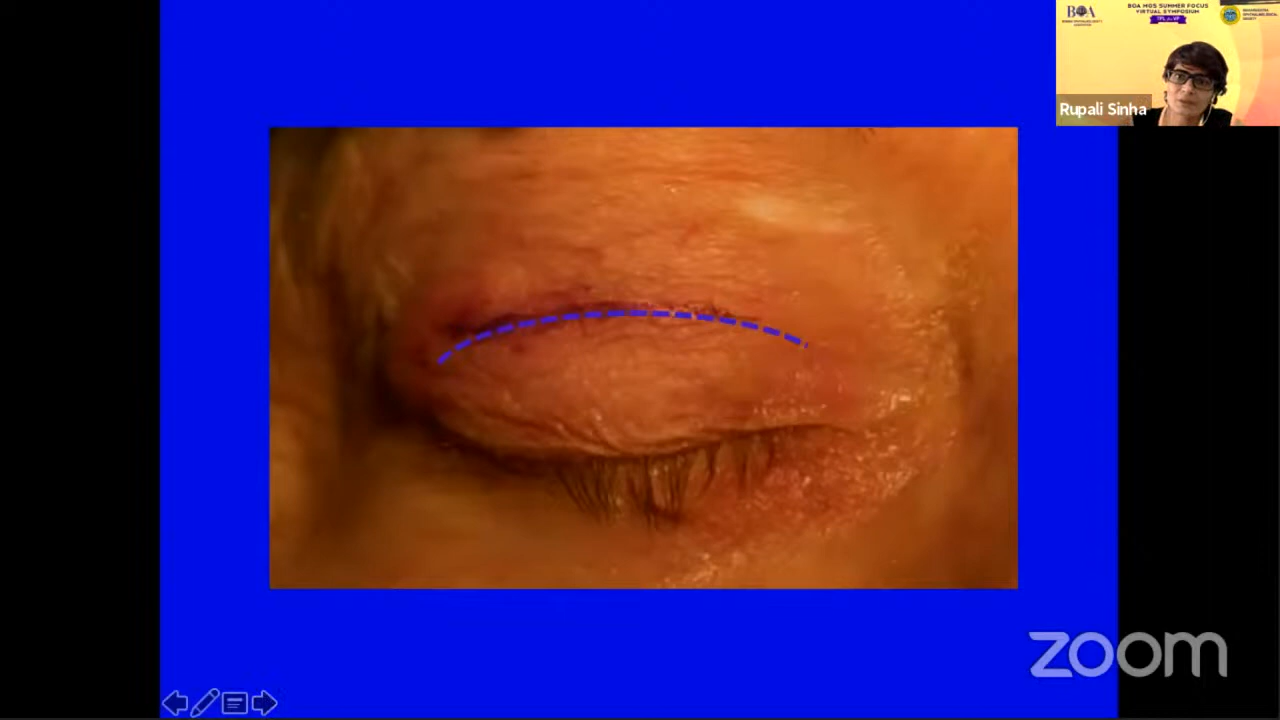 BOA
BOA MOS SUMMER FOCUS
VIRTUAL SYMPOSIUM
Rupali Sinha
zoom